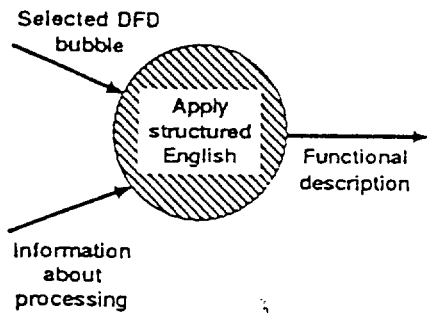 Selected DFD
bubble
Apply
structured
English
Functional
description
Information
about
processing